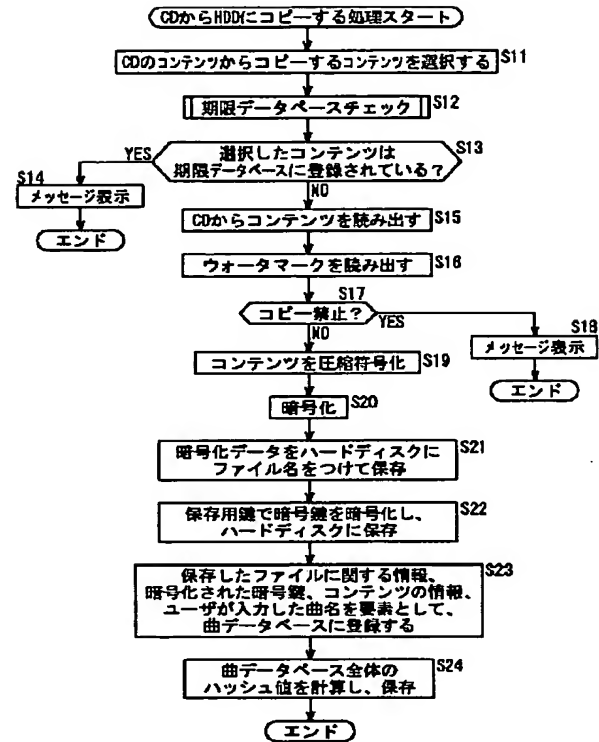 CDからHDDにコピーする処理スタート
CDのコンテンツからコピーするコンテンツを選択する S11
期限データベースチェック S12
選択したコンテンツは S13
期限データベースに登録されている?
YES
NO
S14
メッセージ表示
エンド
CDからコンテンツを読み出す S15
ウォータマークを読み出す S16
S17
コピー禁止?
YES
NO
S18
メッセージ表示
エンド
コンテンツを圧縮符号化 S19
暗号化 S20
暗号化データをハードディスクに S21
ファイル名をつけて保存
保存用鍵で暗号鍵を暗号化し、 S22
ハードディスクに保存
保存したファイルに関する情報、 S23
暗号化された暗号鍵、コンテンツの情報、
ユーザが入力した曲名を要素として、
曲データベースに登録する
曲データベース全体の S24
ハッシュ値を計算し、保存
エンド